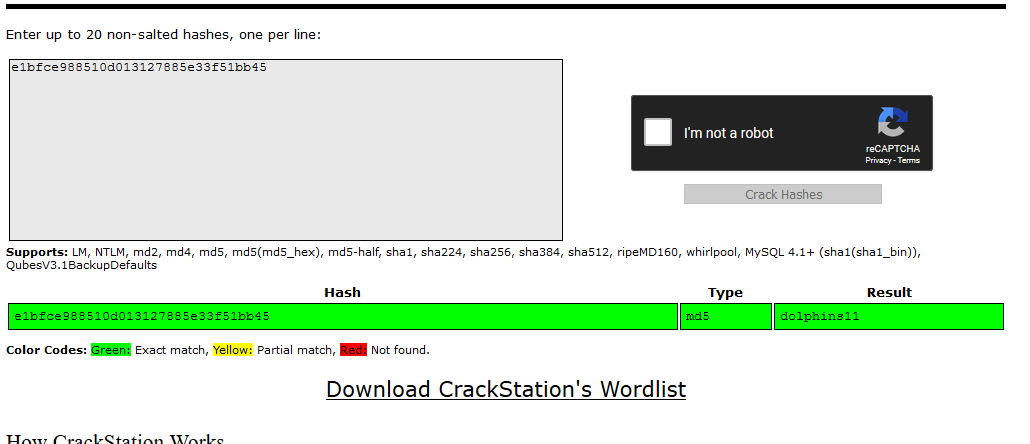 Enter up to 20 non-salted hashes, one per line:
e1bfce988510d013127885e33f51bb45
I'm not a robot
reCAPTCHA
Privacy - Terms
Crack Hashes
Supports: LM, NTLM, md2, md4, md5, md5(md5_hex), md5-half, sha1, sha224, sha256, sha384, sha512, ripeMD160, whirlpool, MySQL 4.1+ (sha1(sha1_bin)),
QubesV3.1BackupDefaults
Hash Type Result
e1bfce988510d013127885e33f51bb45 md5 dolphins11
Color Codes: Green: Exact match, Yellow: Partial match, Red: Not found.
Download CrackStation's Wordlist
How CrackStation Works